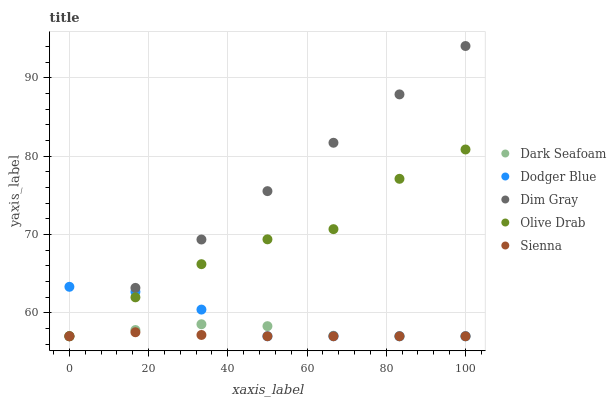 title
yaxis_label
90
80
70
60
0 20 40 60 80 100
xaxis_label
Dark Seafoam
Dodger Blue
Dim Gray
Olive Drab
Sienna